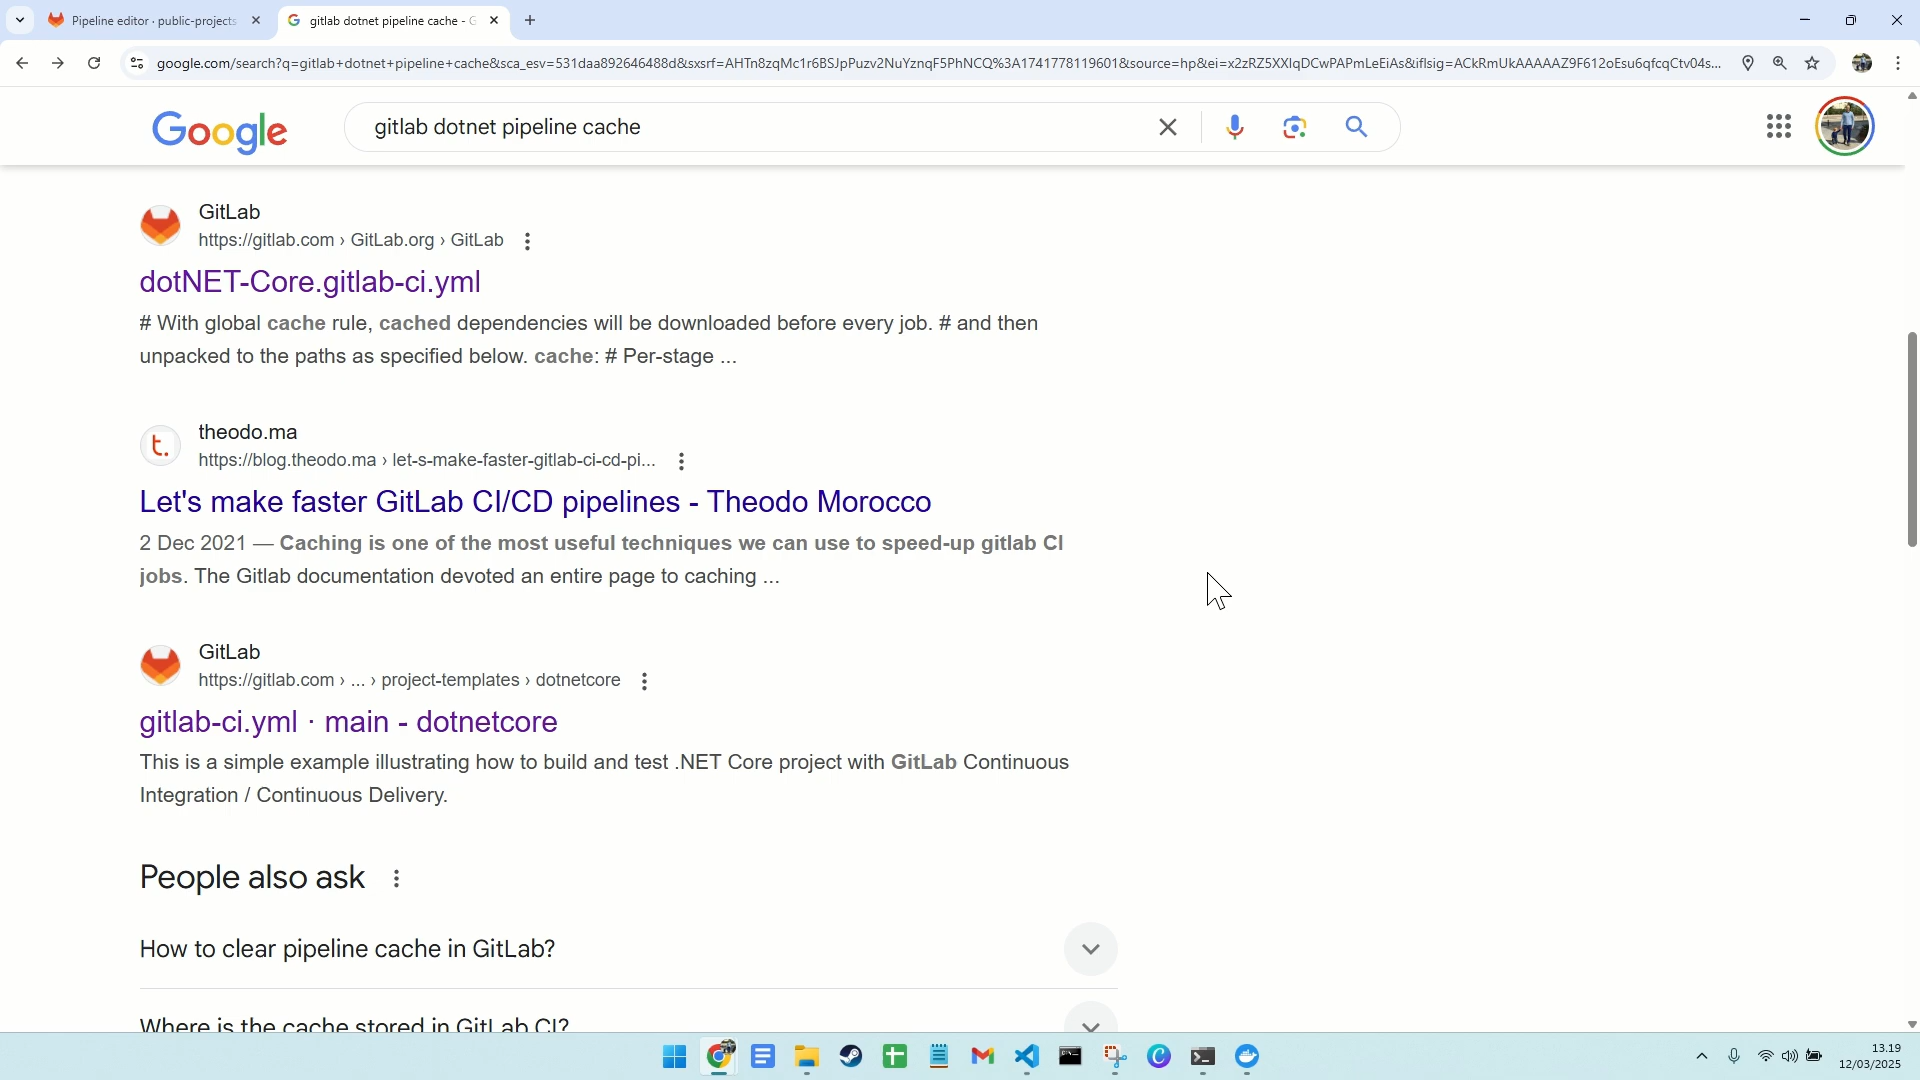 Pipeline editor · public-projects
gitlab dotnet pipeline cache - G
google.com/search?q=gitlab+dotnet+pipeline+cache&sca_esv=531daa892646488d&sxsrf=AHTn8zqMc1r6BSJpPuzv2NuYznqF5PhNCQ%3A1741778119601&source=hp&ei=x2zRZ5XXIqDCwPAPmLeEiAs&iflsig=ACkRmUkAAAAAZ9F612oEsu6qfcqCtv04s...
Google
gitlab dotnet pipeline cache
GitLab
https://gitlab.com › GitLab.org › GitLab
dotNET-Core.gitlab-ci.yml
# With global cache rule, cached dependencies will be downloaded before every job. # and then
unpacked to the paths as specified below. cache: # Per-stage ...
t.
theodo.ma
https://blog.theodo.ma › let-s-make-faster-gitlab-ci-cd-pi...
Let's make faster GitLab CI/CD pipelines - Theodo Morocco
2 Dec 2021 — Caching is one of the most useful techniques we can use to speed-up gitlab CI
jobs. The Gitlab documentation devoted an entire page to caching ...
GitLab
https://gitlab.com › ... › project-templates › dotnetcore
gitlab-ci.yml · main - dotnetcore
This is a simple example illustrating how to build and test .NET Core project with GitLab Continuous
Integration / Continuous Delivery.
People also ask
How to clear pipeline cache in GitLab?
Where is the cache stored in GitLab CI?
13.19
12/03/2025